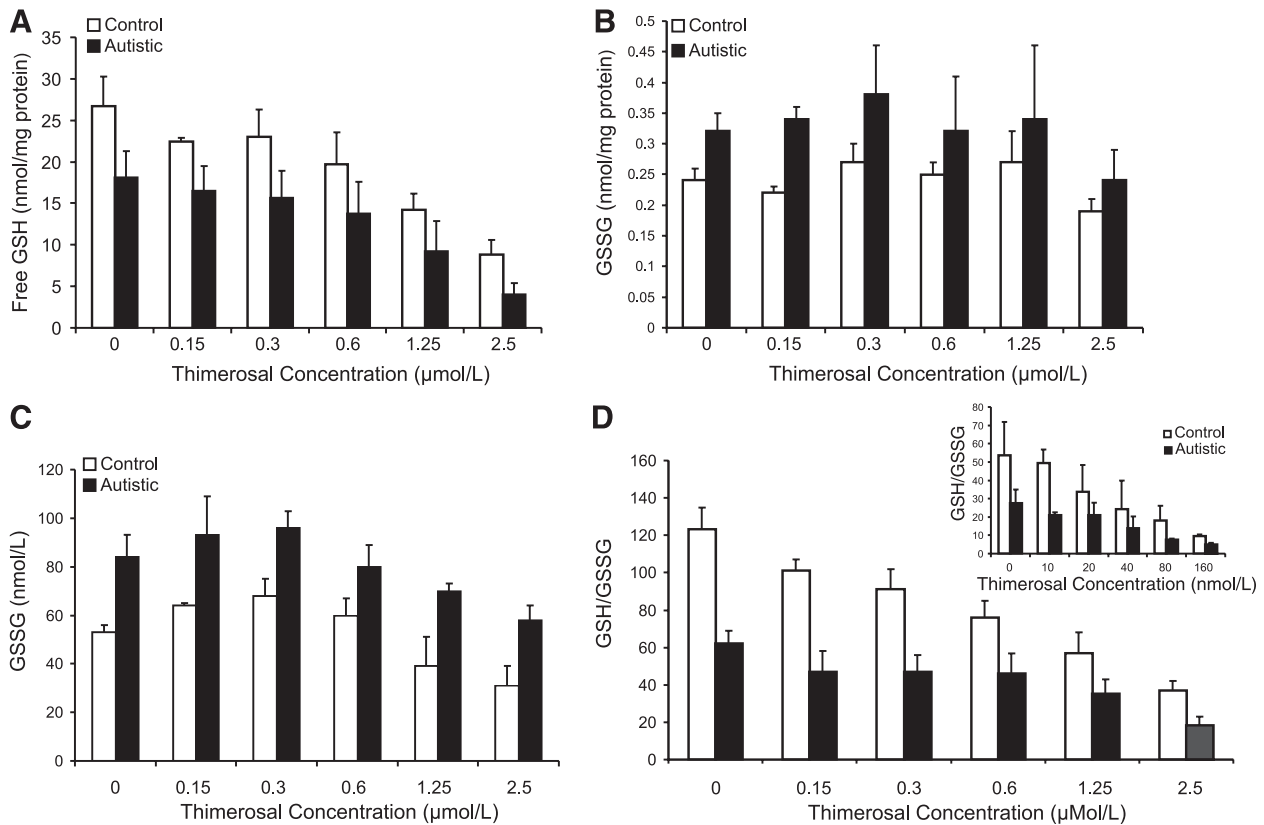 A
Control
Autistic
Free GSH (nmol/mg protein)
35
30
25
20
15
10
5
0
0 0.15 0.3 0.6 1.25 2.5
Thimerosal Concentration (μmol/L)
B
Control
Autistic
GSSG (nmol/mg protein)
0.5
0.45
0.4
0.35
0.3
0.25
0.2
0.15
0.1
0.05
0
0 0.15 0.3 0.6 1.25 2.5
Thimerosal Concentration (μmol/L)
C
Control
Autistic
GSSG (nmol/L)
120
100
80
60
40
20
0
0 0.15 0.3 0.6 1.25 2.5
Thimerosal Concentration (μmol/L)
D
GSH/GSSG
160
140
120
100
80
60
40
20
0
0 0.15 0.3 0.6 1.25 2.5
Thimerosal Concentration (μMol/L)
Control
Autistic
GSH/GSSG
80
70
60
50
40
30
20
10
0
0 10 20 40 80 160
Thimerosal Concentration (nmol/L)